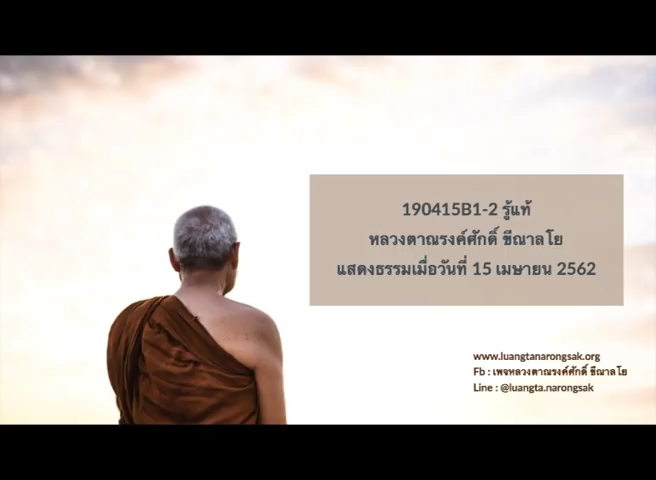 190415B1-2 รู้แท้
หลวงตาณรงค์ศักดิ์ ขีณาลโย
แสดงธรรมเมื่อวันที่ 15 เมษายน 2562
www.luangtanarongsak.org
Fb : เพจหลวงตาณรงค์ศักดิ์ ขีณาลโย
Line : @luangta.narongsak